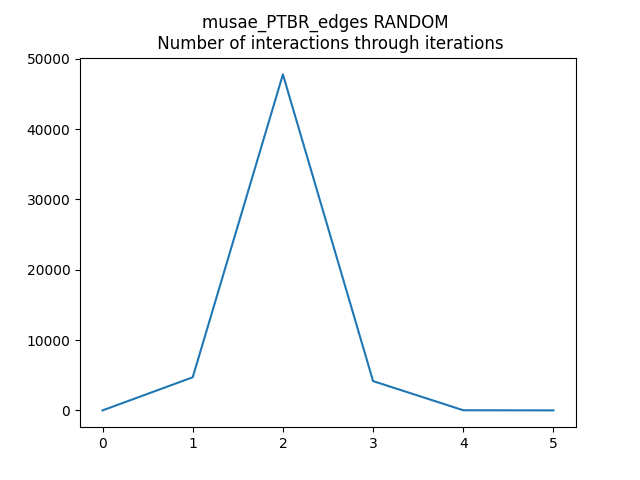 musae_PTBR_edges RANDOM
Number of interactions through iterations
50000
40000
30000
20000
10000
0
0 1 2 3 4 5